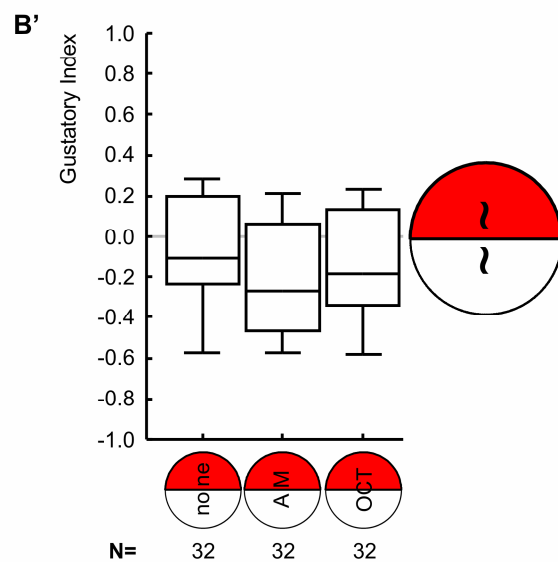 B’
Gustatory Index
1.0
0.8
0.6
0.4
0.2
0.0
-0.2
-0.4
-0.6
-0.8
-1.0
~
~
none
AM
OCT
N= 32 32 32